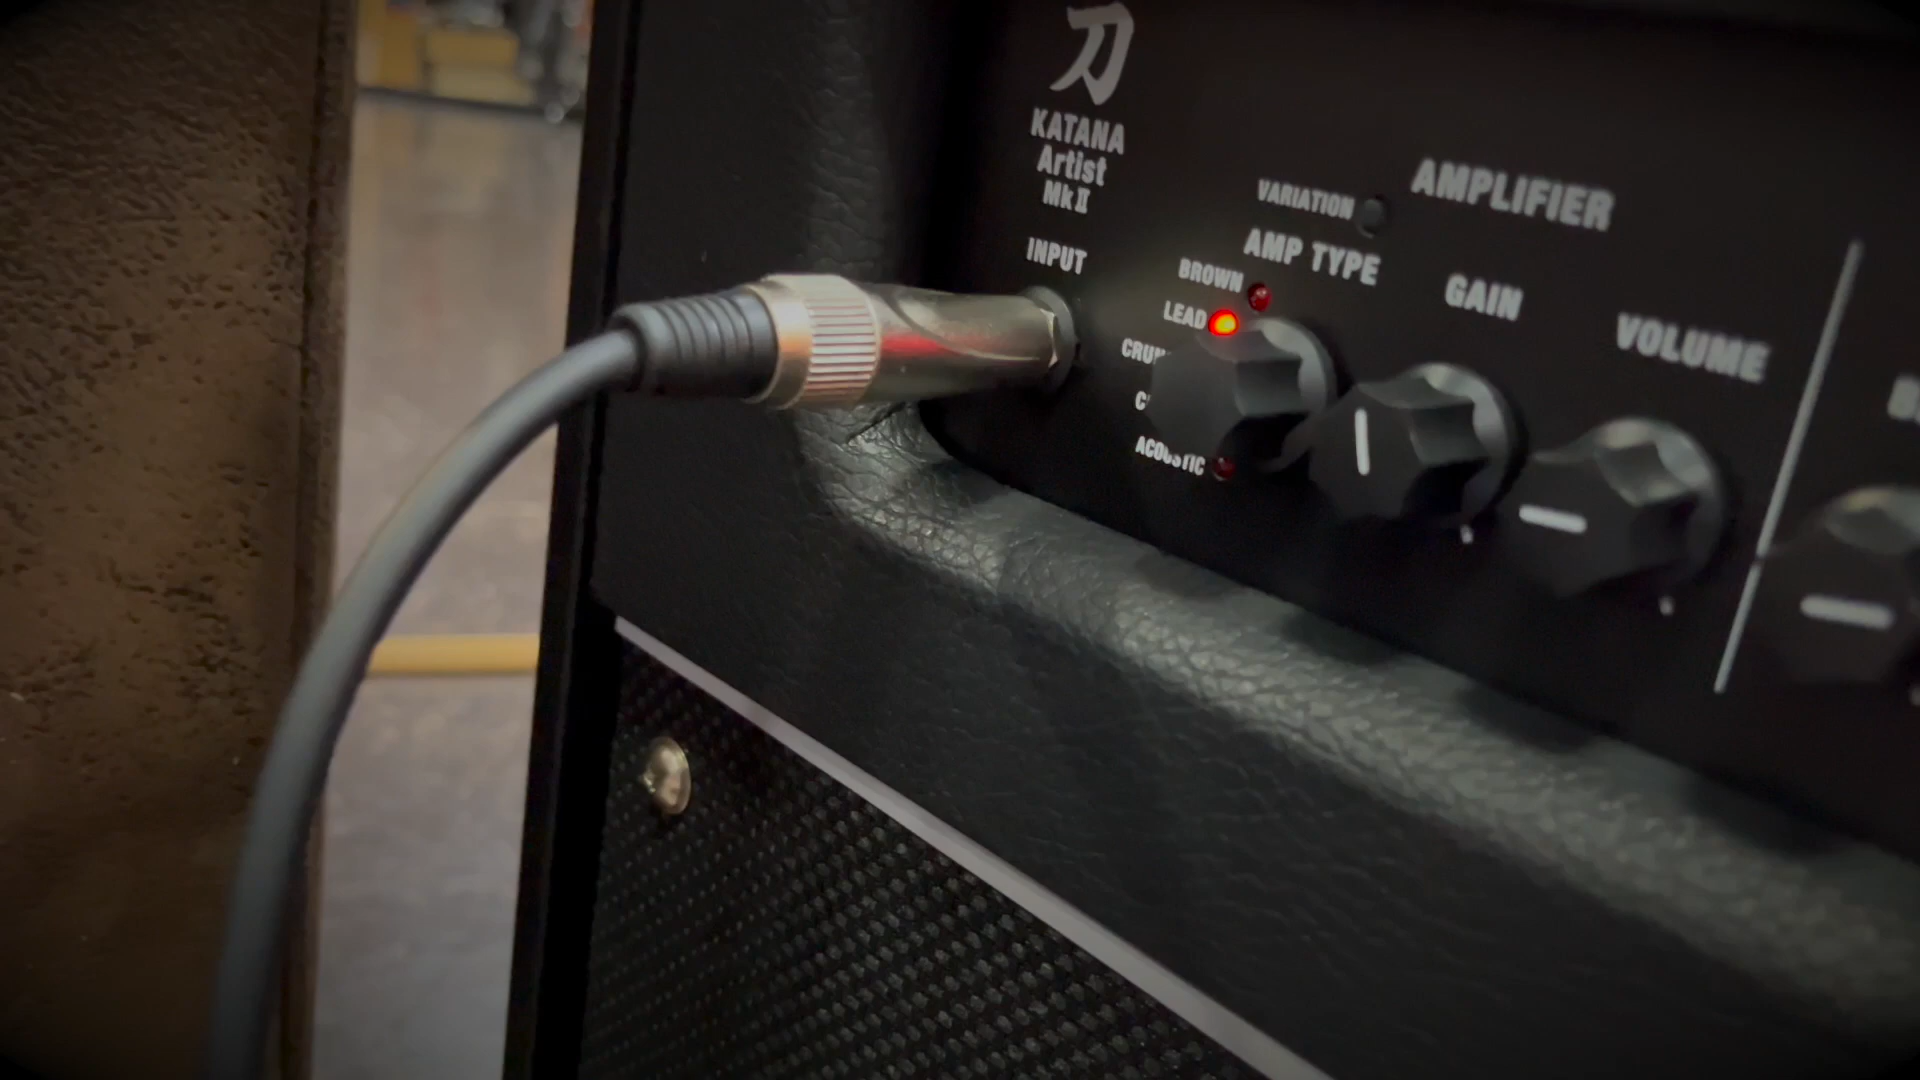 刀
KATANA
Artist
MkⅡ
INPUT
VARIATION
AMPLIFIER
AMP TYPE
BROWN
LEAD
ACOUSTIC
GAIN
VOLUME